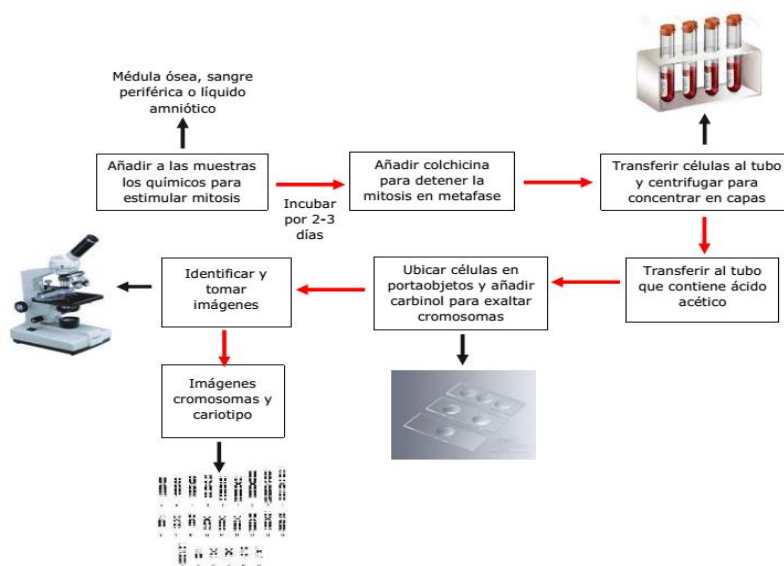 Médula ósea, sangre
periférica o líquido
amniótico
Añadir a las muestras
los químicos para
estimular mitosis
Incubar
por 2-3
días
Añadir colchicina
para detener la
mitosis en metafase
Transferir células al tubo
y centrifugar para
concentrar en capas
Transferir al tubo
que contiene ácido
acético
Ubicar células en
portaobjetos y añadir
carbinol para exaltar
cromosomas
Identificar y
tomar
imágenes
Imágenes
cromosomas y
cariotipo